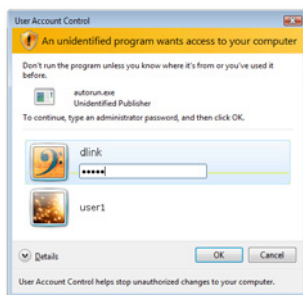 User Account Control
An unidentified program wants access to your computer
Don't run the program unless you know where it's from or you've used it
before.
autorun.exe
Unidentified Publisher
To continue, type an administrator password, and then click OK.
dlink
•••••
user1
Details
OK Cancel
User Account Control helps stop unauthorized changes to your computer.